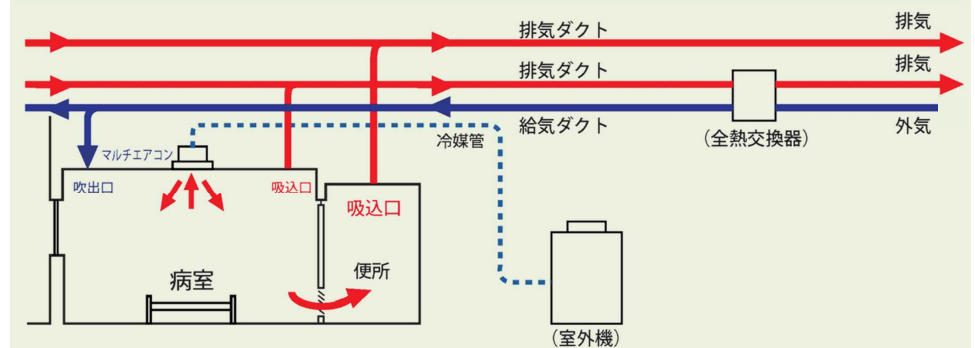 排気
排気ダクト
排気
排気ダクト
給気ダクト
外気
(全熱交換器)
冷媒管
マルチエアコン
吹出口
吸込口
吸込口
便所
病室
(室外機)